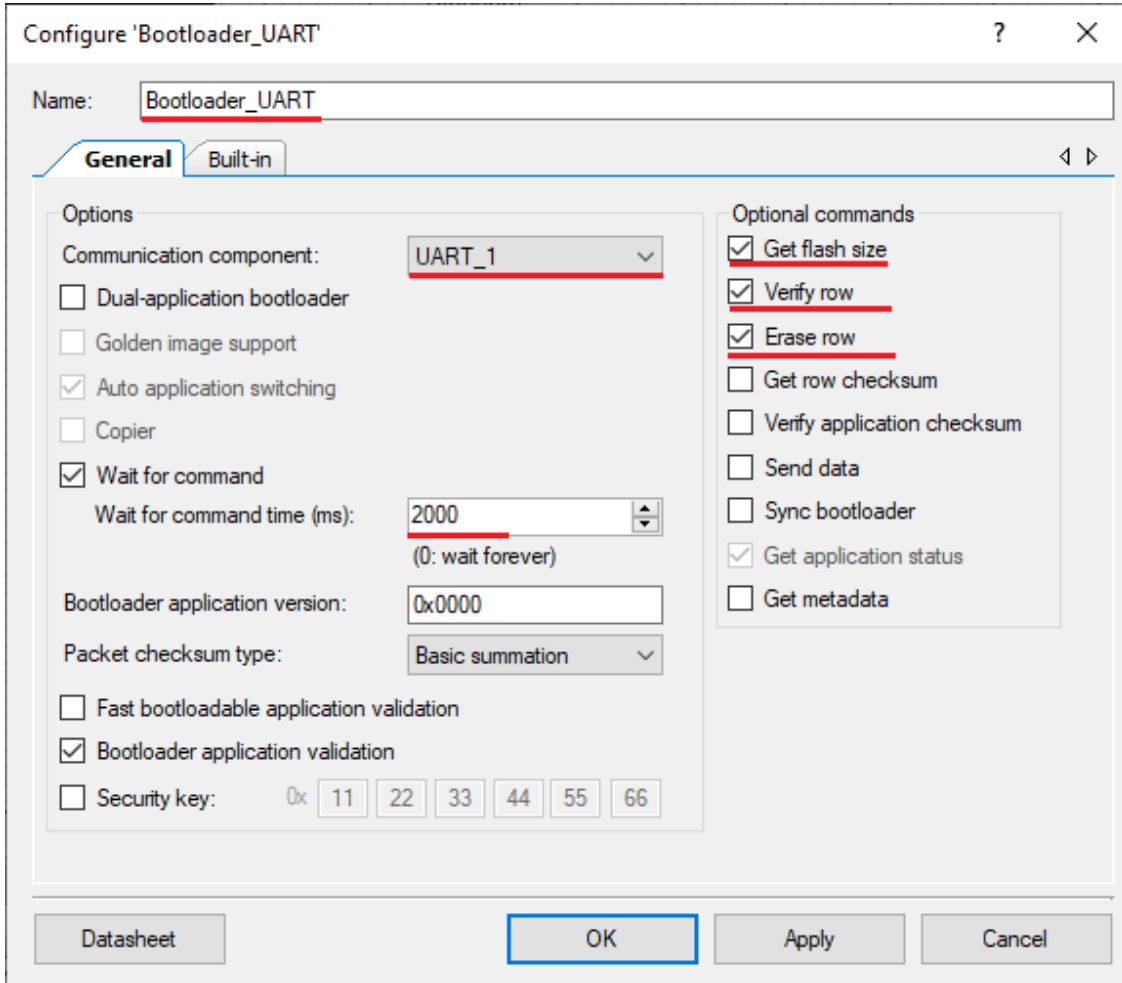 Configure 'Bootloader_UART'
?
Name: Bootloader_UART
General
Built-in
Options
Communication component: UART_1
Dual-application bootloader
Golden image support
Auto application switching
Copier
Wait for command
Wait for command time (ms): 2000
(0: wait forever)
Bootloader application version: 0x0000
Packet checksum type: Basic summation
Fast bootloadable application validation
Bootloader application validation
Security key: 0x 11 22 33 44 55 66
Optional commands
Get flash size
Verify row
Erase row
Get row checksum
Verify application checksum
Send data
Sync bootloader
Get application status
Get metadata
Datasheet
OK
Apply
Cancel